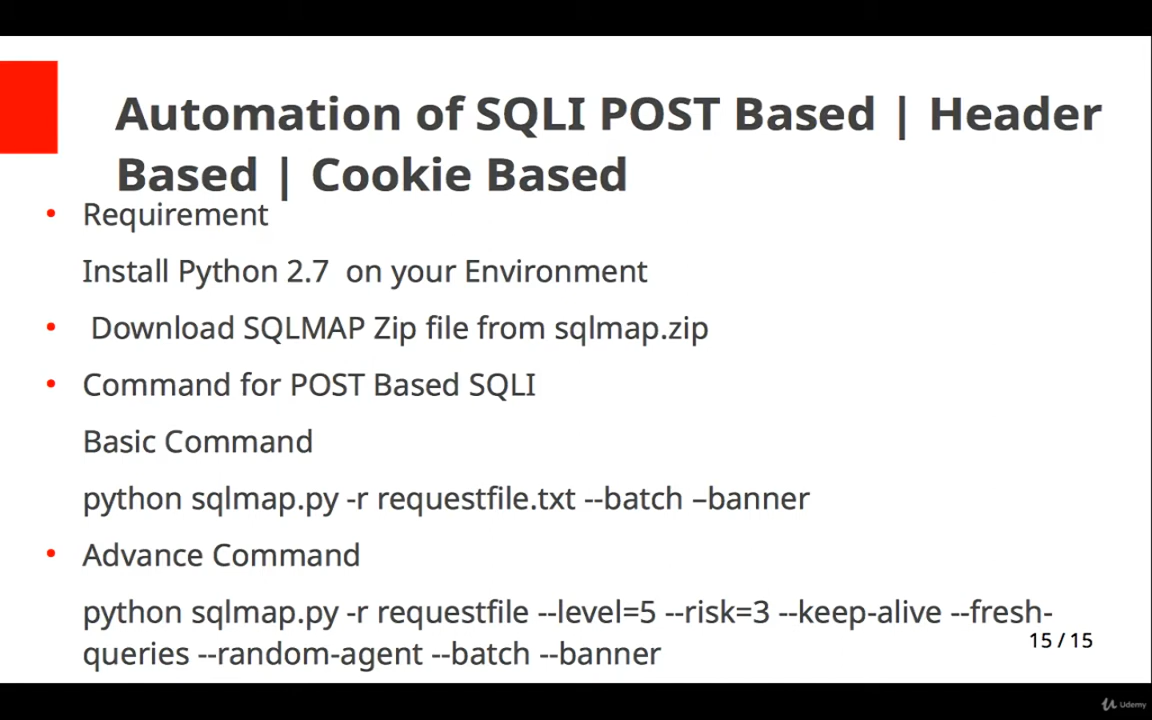 Automation of SQLI POST Based | Header
Based | Cookie Based
• Requirement
Install Python 2.7 on your Environment
• Download SQLMAP Zip file from sqlmap.zip
• Command for POST Based SQLI
Basic Command
python sqlmap.py -r requestfile.txt --batch –banner
• Advance Command
python sqlmap.py -r requestfile --level=5 --risk=3 --keep-alive --fresh-
queries --random-agent --batch --banner
15 / 15
Udemy